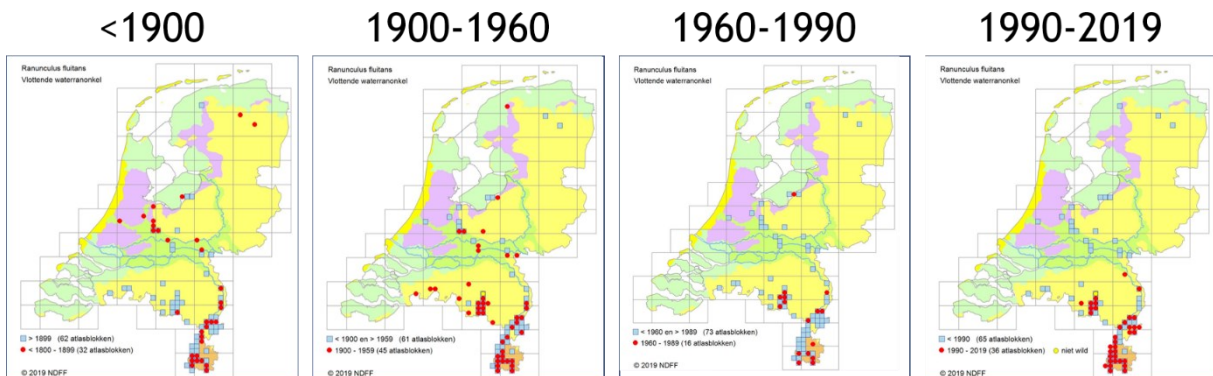 <1900
1900-1960
1960-1990
1990-2019
Ranunculus fluitans
Vlottende waterranonkel
> 1899 (62 atlasblokken)
< 1800 - 1899 (32 atlasblokken)
© 2019 NDFF
Ranunculus fluitans
Vlottende waterranonkel
< 1900 en > 1959 (61 atlasblokken)
1900 - 1959 (45 atlasblokken)
© 2019 NDFF
Ranunculus fluitans
Vlottende waterranonkel
< 1960 en > 1989 (73 atlasblokken)
1960 - 1989 (16 atlasblokken)
© 2019 NDFF
Ranunculus fluitans
Vlottende waterranonkel
< 1990 (65 atlasblokken)
1990 - 2019 (36 atlasblokken) niet wild
© 2019 NDFF